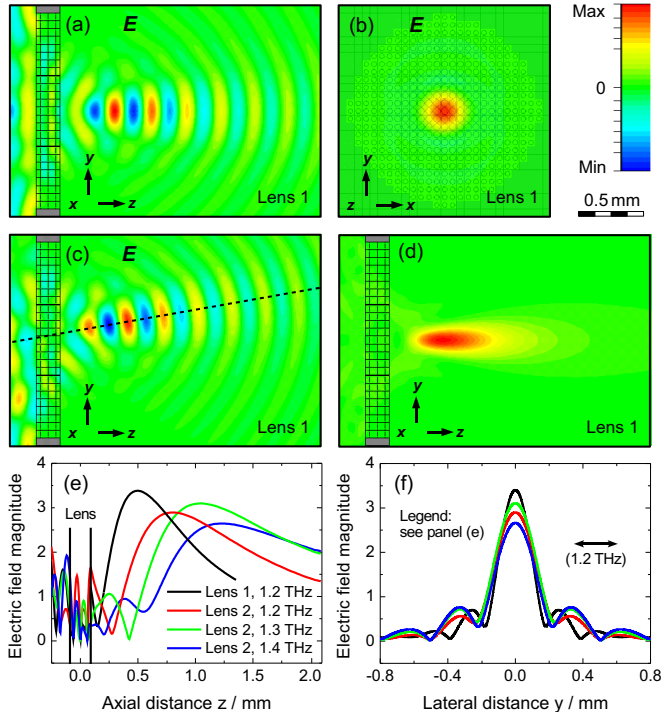 (a)
E
y
x
z
Lens 1
(b)
E
y
z
x
Lens 1
Max
0
Min
0.5 mm
(c)
E
y
x
z
Lens 1
(d)
y
x
z
Lens 1
(e)
Lens
Electric field magnitude
4
3
2
1
0
Lens 1, 1.2 THz
Lens 2, 1.2 THz
Lens 2, 1.3 THz
Lens 2, 1.4 THz
0.0 0.5 1.0 1.5 2.0
Axial distance z / mm
(f)
Legend:
see panel (e)
(1.2 THz)
Electric field magnitude
4
3
2
1
0
-0.8 -0.4 0.0 0.4 0.8
Lateral distance y / mm